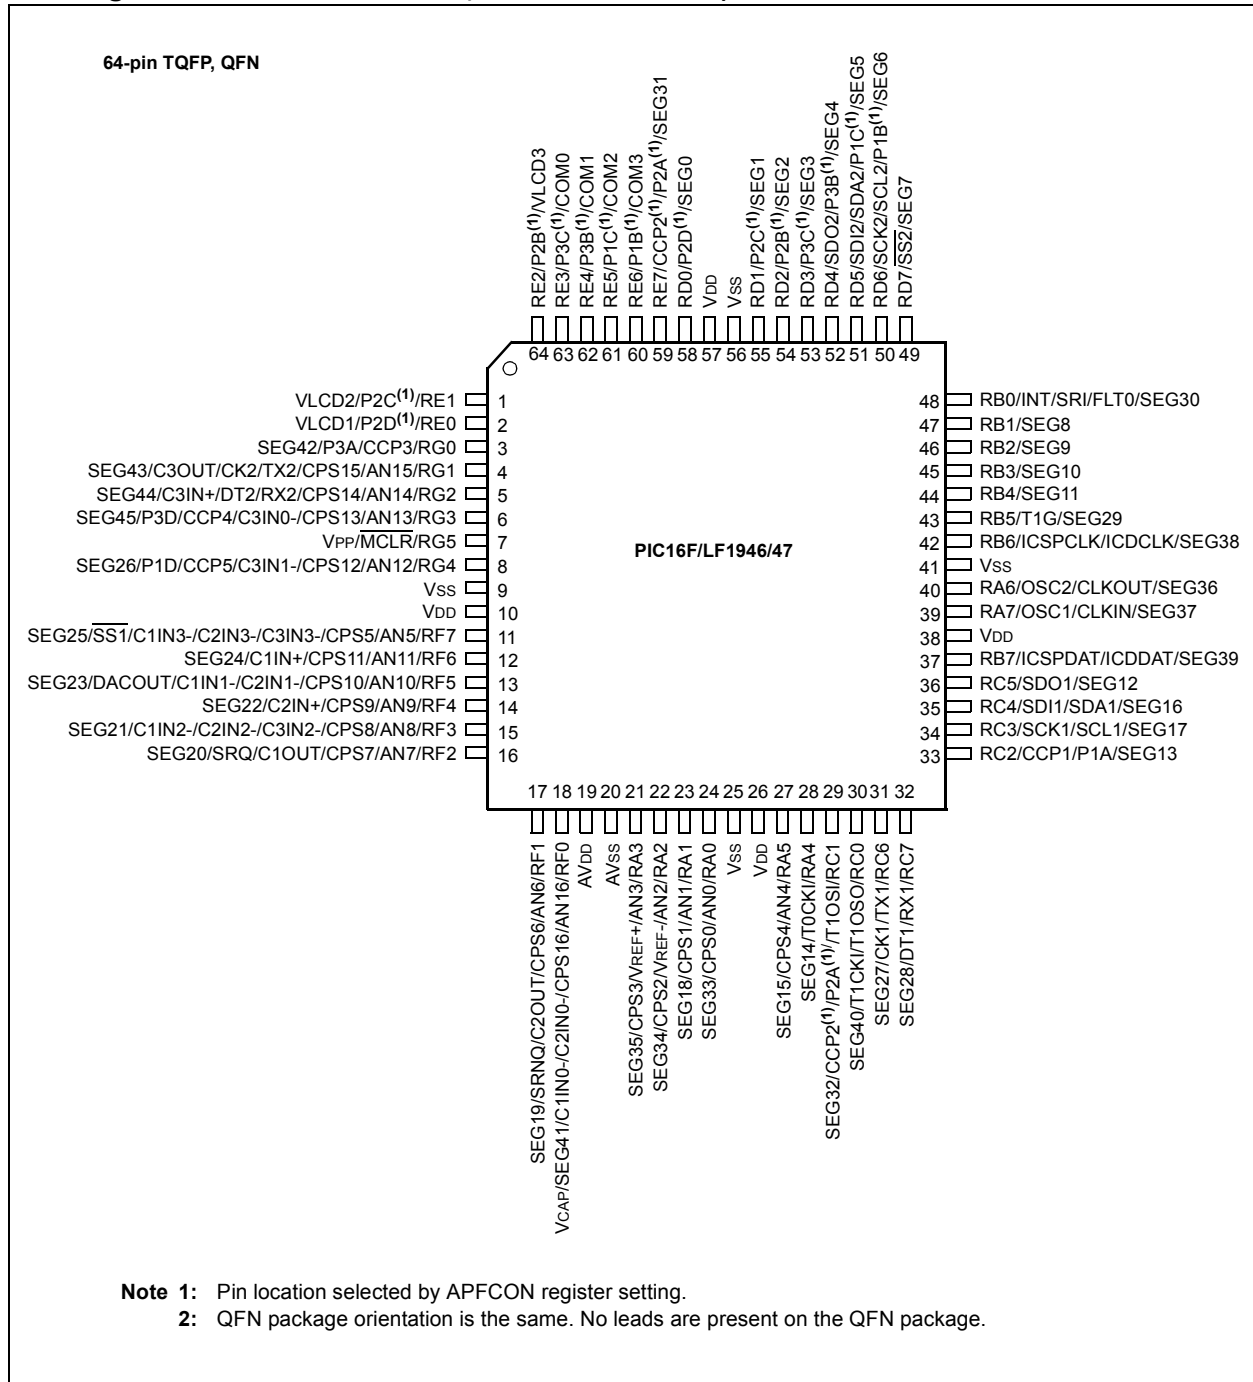 64-pin TQFP, QFN
RE2/P2B(1)/VLCD3
RE3/P3C(1)/COM0
RE4/P3B(1)/COM1
RE5/P1C(1)/COM2
RE6/P1B(1)/COM3
RE7/CCP2(1)/P2A(1)/SEG31
RD0/P2D(1)/SEG0
VDD
VSS
RD1/P2C(1)/SEG1
RD2/P2B(1)/SEG2
RD3/P3C(1)/SEG3
RD4/SDO2/P3B(1)/SEG4
RD5/SDI2/SDA2/P1C(1)/SEG5
RD6/SCK2/SCL2/P1B(1)/SEG6
RD7/SS2/SEG7
64 63 62 61 60 59 58 57 56 55 54 53 52 51 50 49
VLCD2/P2C(1)/RE1 1
VLCD1/P2D(1)/RE0 2
SEG42/P3A/CCP3/RG0 3
SEG43/C3OUT/CK2/TX2/CPS15/AN15/RG1 4
SEG44/C3IN+/DT2/RX2/CPS14/AN14/RG2 5
SEG45/P3D/CCP4/C3IN0-/CPS13/AN13/RG3 6
VPP/MCLR/RG5 7
SEG26/P1D/CCP5/C3IN1-/CPS12/AN12/RG4 8
VSS 9
VDD 10
SEG25/SS1/C1IN3-/C2IN3-/C3IN3-/CPS5/AN5/RF7 11
SEG24/C1IN+/CPS11/AN11/RF6 12
SEG23/DACOUT/C1IN1-/C2IN1-/CPS10/AN10/RF5 13
SEG22/C2IN+/CPS9/AN9/RF4 14
SEG21/C1IN2-/C2IN2-/C3IN2-/CPS8/AN8/RF3 15
SEG20/SRQ/C1OUT/CPS7/AN7/RF2 16
PIC16F/LF1946/47
48 RB0/INT/SRI/FLT0/SEG30
47 RB1/SEG8
46 RB2/SEG9
45 RB3/SEG10
44 RB4/SEG11
43 RB5/T1G/SEG29
42 RB6/ICSPCLK/ICDCLK/SEG38
41 VSS
40 RA6/OSC2/CLKOUT/SEG36
39 RA7/OSC1/CLKIN/SEG37
38 VDD
37 RB7/ICSPDAT/ICDDAT/SEG39
36 RC5/SDO1/SEG12
35 RC4/SDI1/SDA1/SEG16
34 RC3/SCK1/SCL1/SEG17
33 RC2/CCP1/P1A/SEG13
17 18 19 20 21 22 23 24 25 26 27 28 29 30 31 32
SEG19/SRNQ/C2OUT/CPS6/AN6/RF1
VCAP/SEG41/C1IN0-/C2IN0-/CPS16/AN16/RF0
AVDD
AVSS
SEG35/CPS3/VREF+/AN3/RA3
SEG34/CPS2/VREF-/AN2/RA2
SEG18/CPS1/AN1/RA1
SEG33/CPS0/AN0/RA0
VSS
VDD
SEG15/CPS4/AN4/RA5
SEG14/T0CKI/RA4
SEG32/CCP2(1)/P2A(1)/T1OSI/RC1
SEG40/T1CKI/T1OSO/RC0
SEG27/CK1/TX1/RC6
SEG28/DT1/RX1/RC7
Note 1: Pin location selected by APFCON register setting.
2: QFN package orientation is the same. No leads are present on the QFN package.